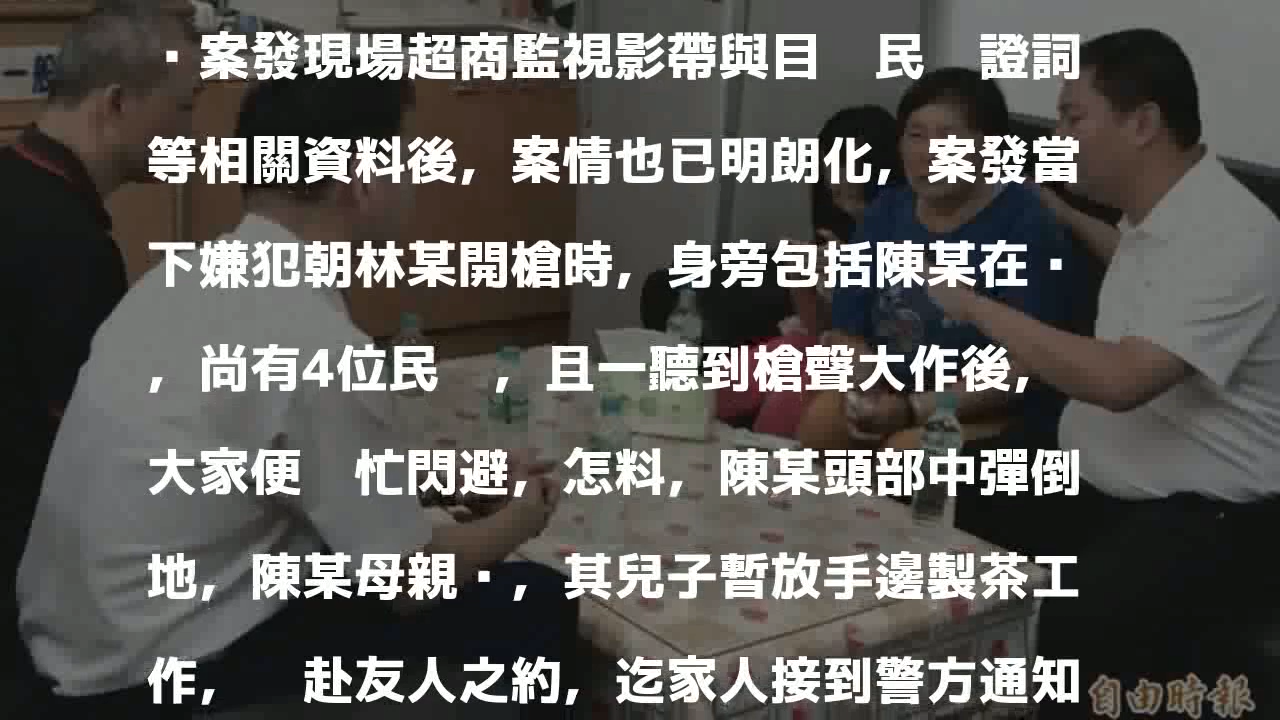 ·案發現場超商監視影帶與目　民　證詞
等相關資料後，案情也已明朗化，案發當
下嫌犯朝林某開槍時，身旁包括陳某在·
，尚有4位民　，且一聽到槍聲大作後，
大家便　忙閃避，怎料，陳某頭部中彈倒
地，陳某母親·，其兒子暫放手邊製茶工
作，　赴友人之約，迄家人接到警方通知
自由時報